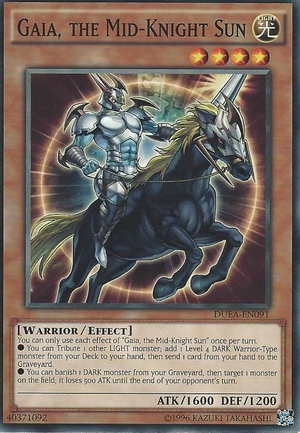 GAIA, THE MID-KNIGHT SUN
LIGHT
光
DUEA-EN091
[WARRIOR / EFFECT]
You can only use each effect of "Gaia, the Mid-Knight Sun" once per turn.
● You can Tribute 1 other LIGHT monster; add 1 Level 4 DARK Warrior-Type
monster from your Deck to your hand, then send 1 card from your hand to the
Graveyard.
● You can banish 1 DARK monster from your Graveyard, then target 1 monster on
the field; it loses 500 ATK until the end of your opponent's turn.
ATK/1600 DEF/1200
40371092
©1996 KAZUKI TAKAHASHI